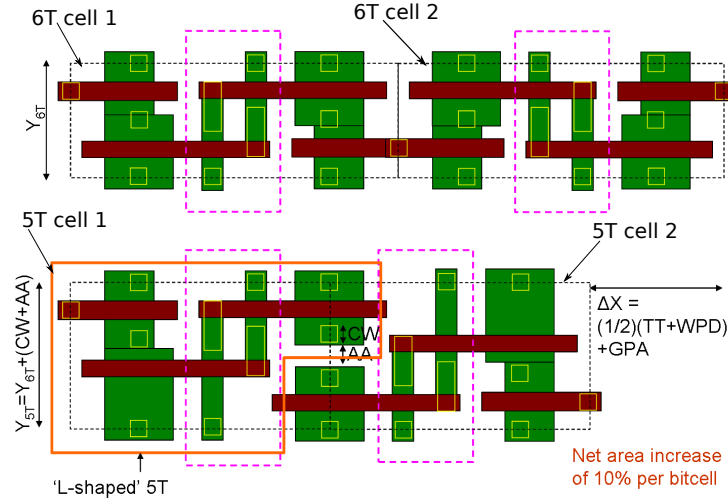 6T cell 1
6T cell 2
Y6T
5T cell 1
5T cell 2
Y5T=Y6T+(CW+AA)
CW
AA
ΔX =
(1/2)(TT+WPD)
+GPA
'L-shaped' 5T
Net area increase
of 10% per bitcell